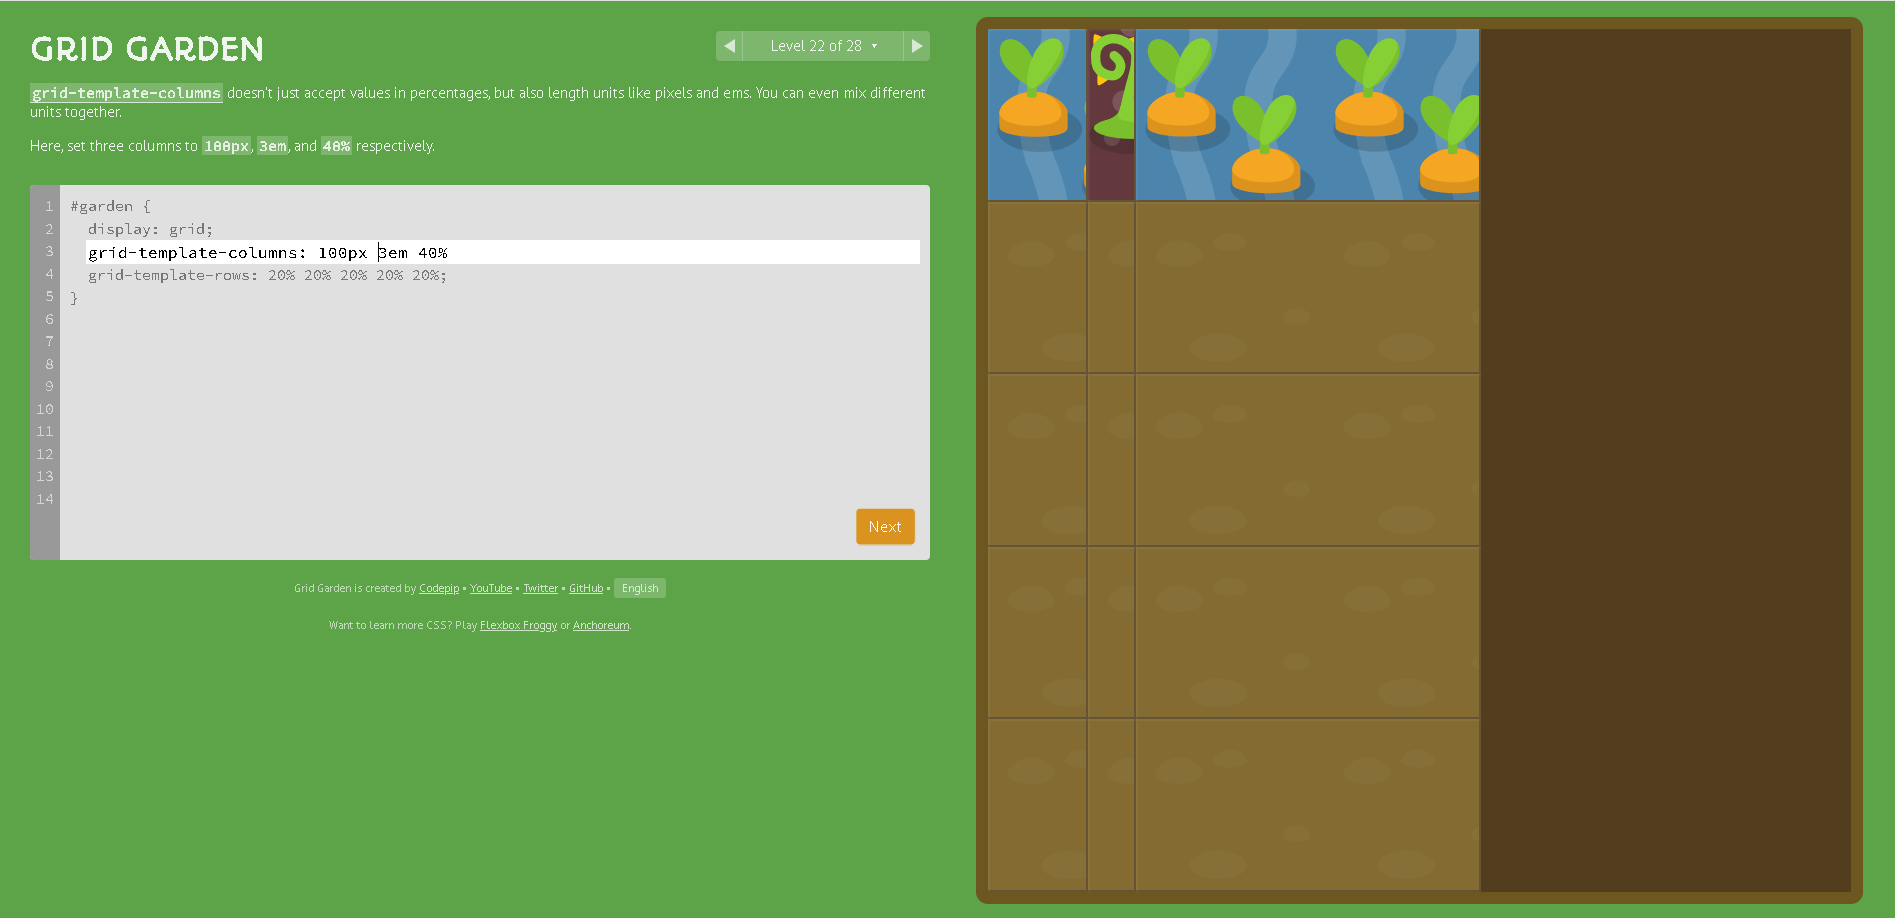 GRID GARDEN
Level 22 of 28
grid-template-columns doesn't just accept values in percentages, but also length units like pixels and ems. You can even mix different
units together.
Here, set three columns to 100px, 3em, and 40% respectively.
1 #garden {
2 display: grid;
3 grid-template-columns: 100px 3em 40%
4 grid-template-rows: 20% 20% 20% 20% 20%;
5 }
6
7
8
9
10
11
12
13
14
Next
Grid Garden is created by Codepip • YouTube • Twitter • GitHub • English
Want to learn more CSS? Play Flexbox Froggy or Anchoreum.